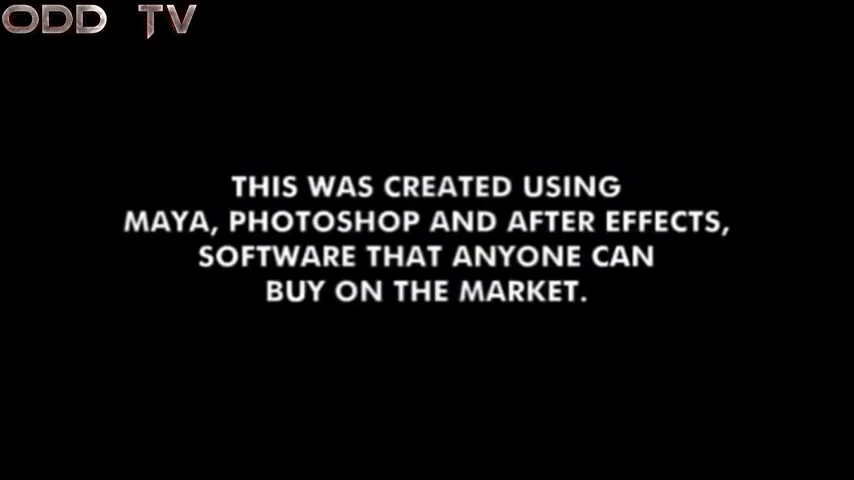 ODD TV
THIS WAS CREATED USING
MAYA, PHOTOSHOP AND AFTER EFFECTS,
SOFTWARE THAT ANYONE CAN
BUY ON THE MARKET.